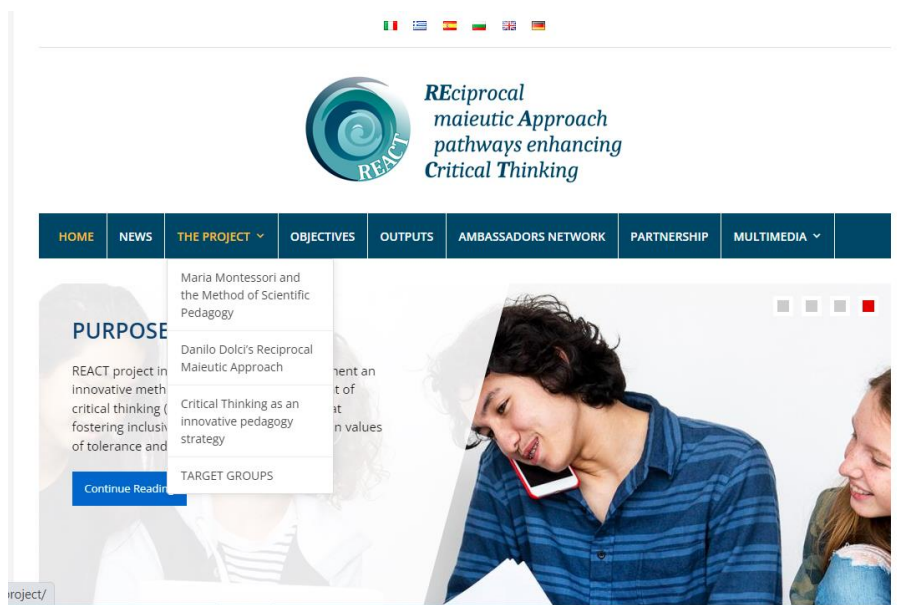 REciprocal
maieutic Approach
pathways enhancing
Critical Thinking
REACT
HOME NEWS THE PROJECT OBJECTIVES OUTPUTS AMBASSADORS NETWORK PARTNERSHIP MULTIMEDIA
Maria Montessori and
the Method of Scientific
Pedagogy
Danilo Dolci's Reciprocal
Maieutic Approach
Critical Thinking as an
innovative pedagogy
strategy
TARGET GROUPS
PURPOSE
REACT project in
innovative meth
critical thinking (
fostering inclusiv
of tolerance and
an
t of
at
n values
Continue Reading
project/